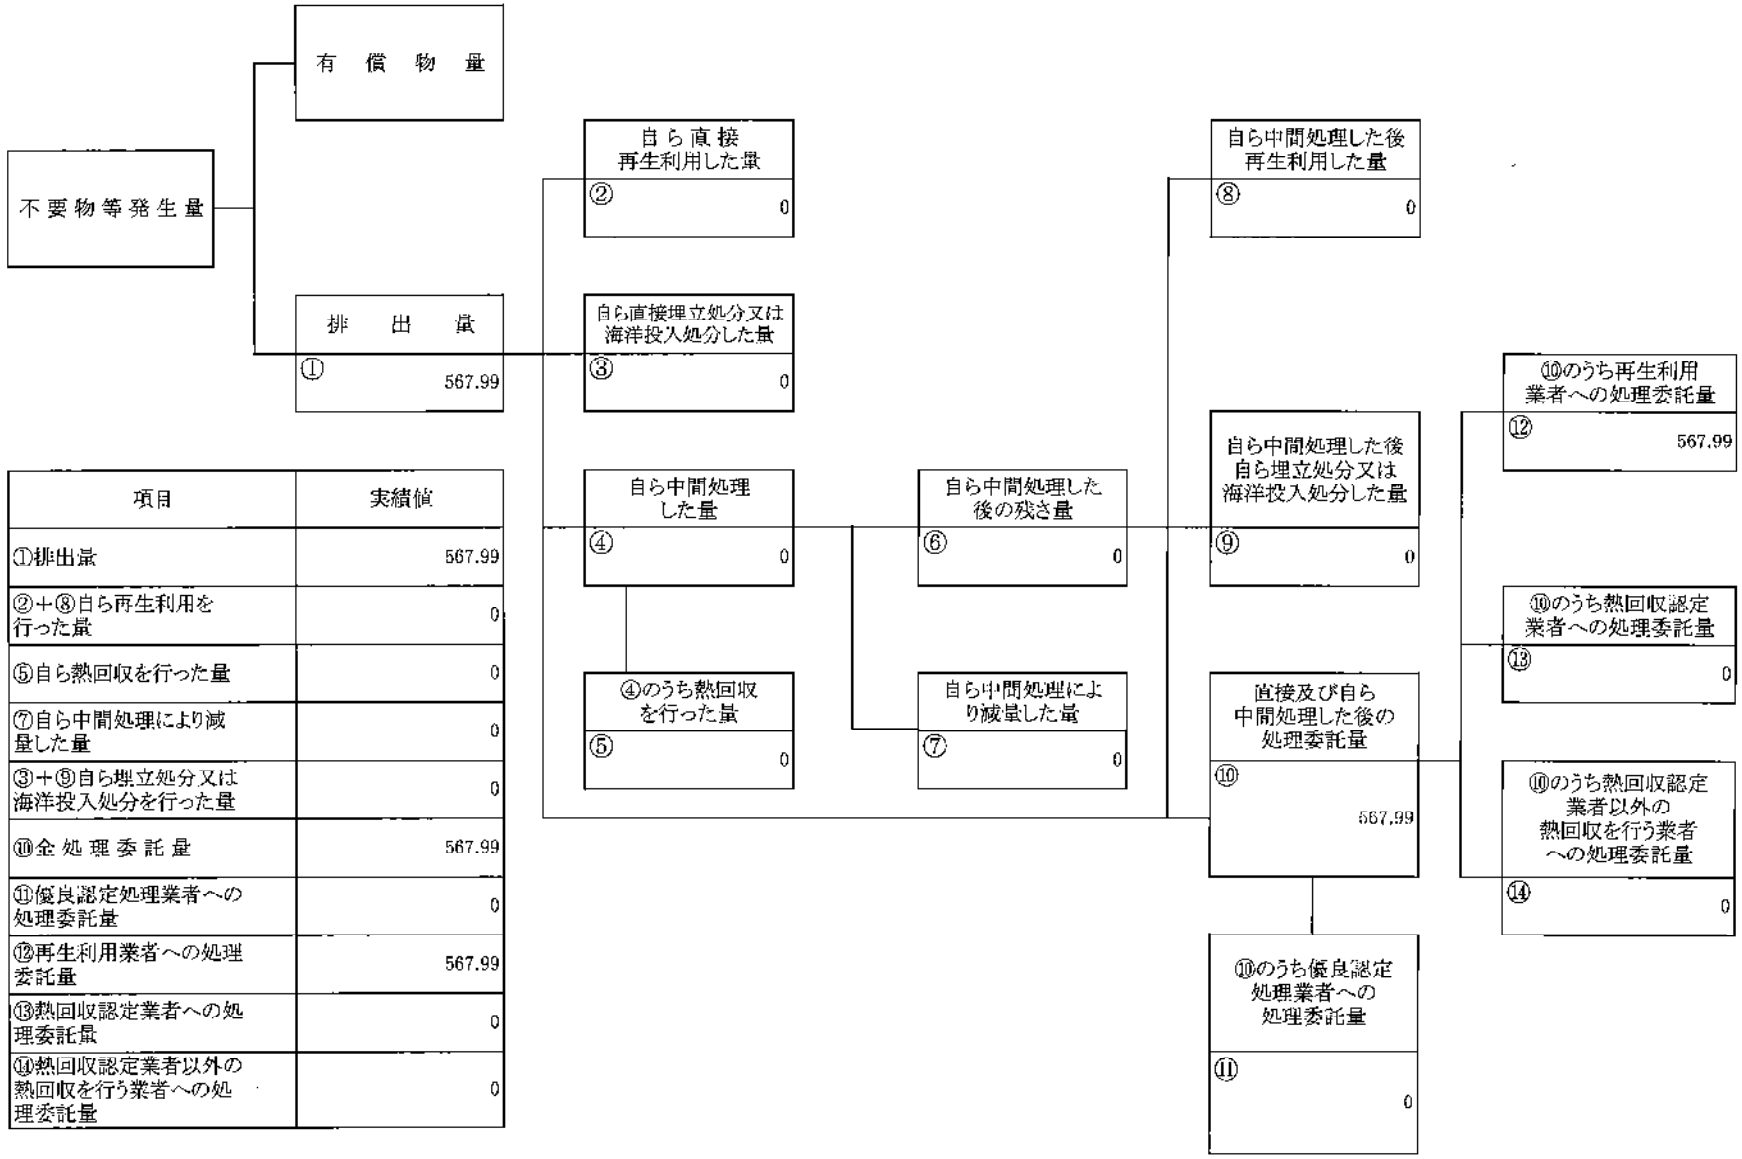 有償物量
不要物等発生量
排出量
① 567.99
自ら直接
再生利用した量
② 0
自ら直接埋立処分又は
海洋投入処分した量
③ 0
自ら中間処理
した量
④ 0
④のうち熱回収
を行った量
⑤ 0
自ら中間処理した
後の残さ量
⑥ 0
自ら中間処理によ
り減量した量
⑦ 0
自ら中間処理した後
再生利用した量
⑧ 0
自ら中間処理した後
自ら埋立処分又は
海洋投入処分した量
⑨ 0
直接及び自ら
中間処理した後の
処理委託量
⑩
567.99
⑩のうち優良認定
処理業者への
処理委託量
⑪
0
⑩のうち再生利用
業者への処理委託量
⑫ 567.99
⑩のうち熱回収認定
業者への処理委託量
⑬ 0
⑩のうち熱回収認定
業者以外の
熱回収を行う業者
への処理委託量
⑭ 0
項目 実績値
①排出量 567.99
②+⑧自ら再生利用を
行った量 0
⑤自ら熱回収を行った量 0
⑦自ら中間処理により減
量した量 0
③+⑨自ら埋立処分又は
海洋投入処分を行った量 0
⑩全処理委託量 567.99
⑪優良認定処理業者への
処理委託量 0
⑫再生利用業者への処理
委託量 567.99
⑬熱回収認定業者への処
理委託量 0
⑭熱回収認定業者以外の
熱回収を行う業者への処
理委託量 0